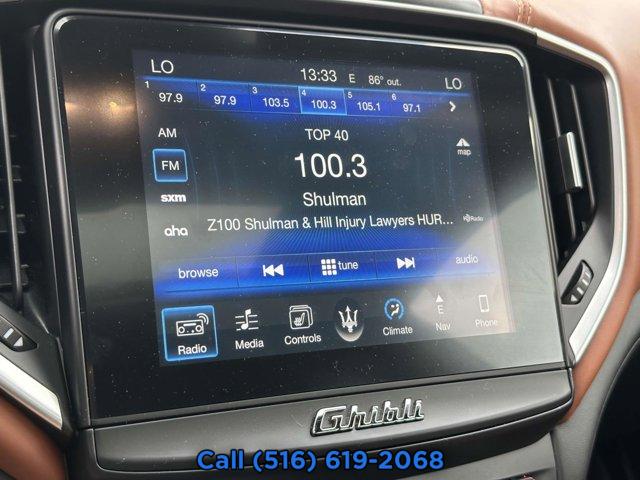 LO 13:33 E 86° out. LO
1 97.9 2 97.9 3 103.5 4 100.3 5 105.1 6 97.1
AM
TOP 40
map
FM
100.3
sxm
Shulman
aha
Z100 Shulman & Hill Injury Lawyers HUR...
HD Radio
browse tune audio
E
Radio Media Controls Climate Nav Phone
Ghibli
Call (516) 619-2068